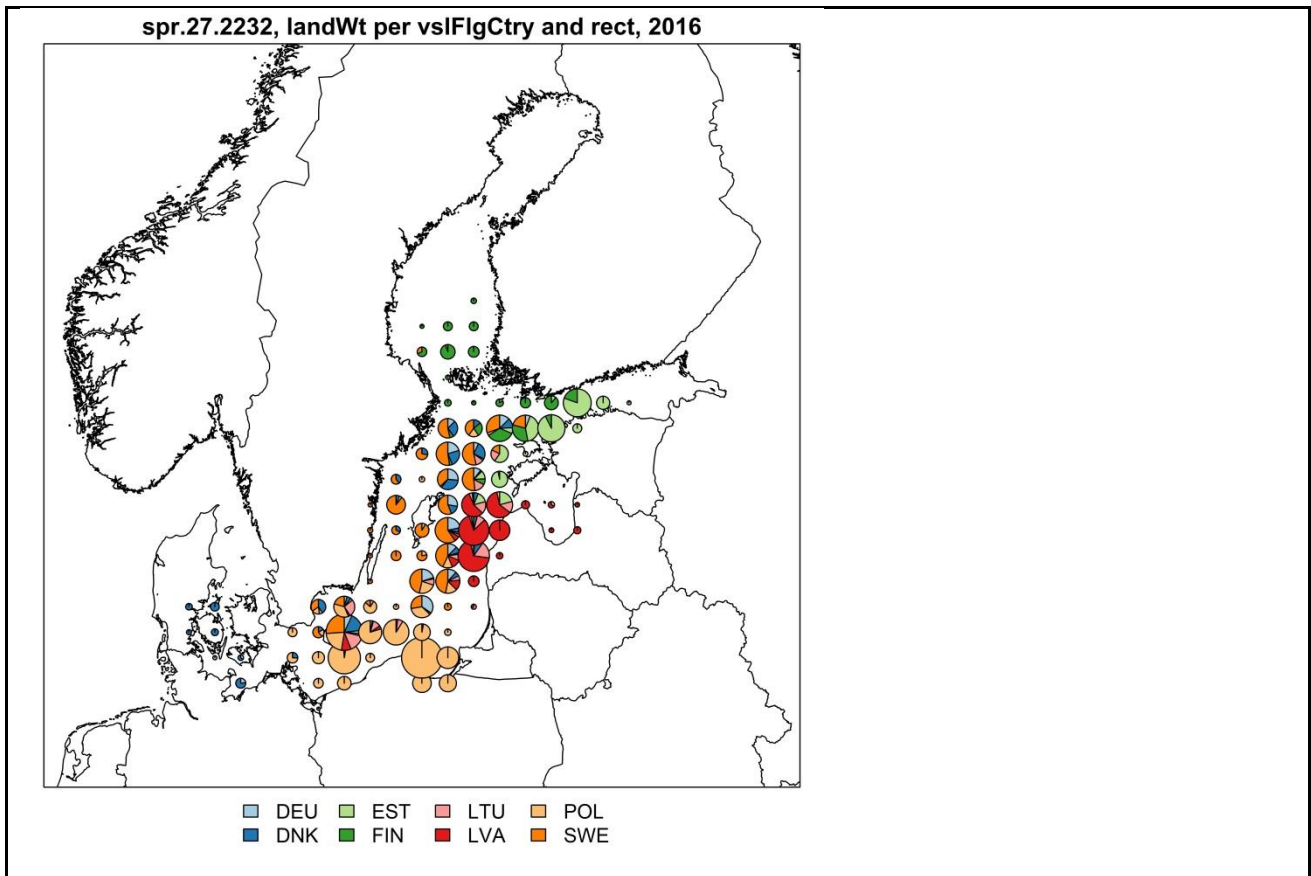 spr.27.2232, landWt per vslFlgCtry and rect, 2016
DEU EST LTU POL
DNK FIN LVA SWE